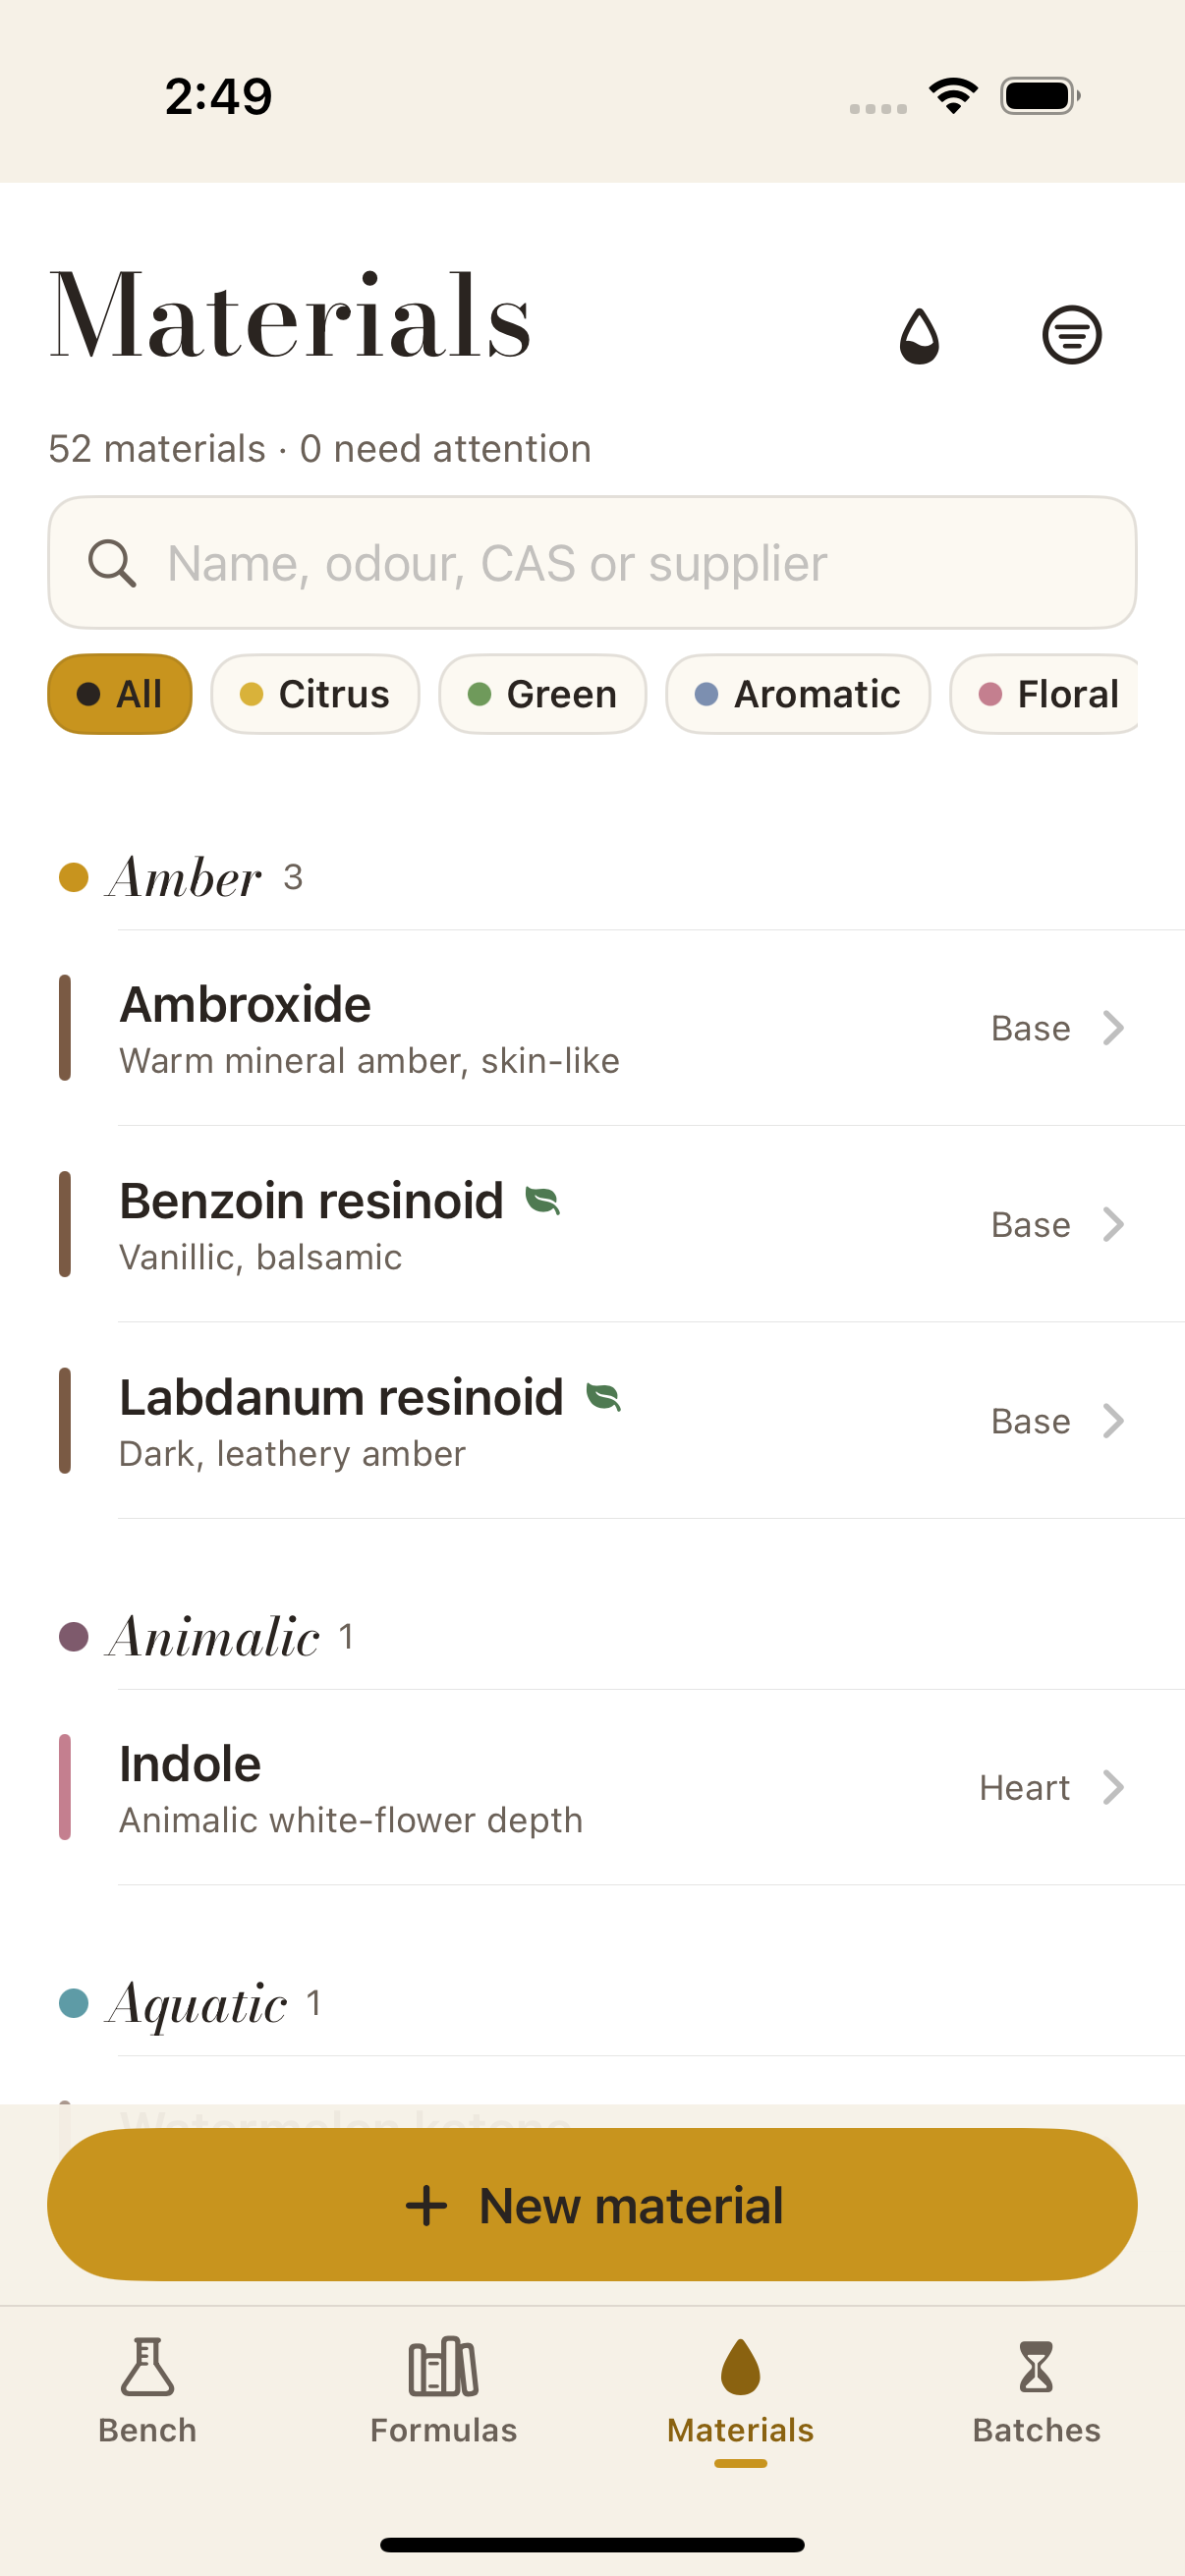 2:49
Materials
52 materials · 0 need attention
Name, odour, CAS or supplier
All Citrus Green Aromatic Floral
Amber 3
Ambroxide
Warm mineral amber, skin-like
Base
Benzoin resinoid
Vanillic, balsamic
Base
Labdanum resinoid
Dark, leathery amber
Base
Animalic 1
Indole
Animalic white-flower depth
Heart
Aquatic 1
Watermelon ketone
+ New material
Bench Formulas Materials Batches